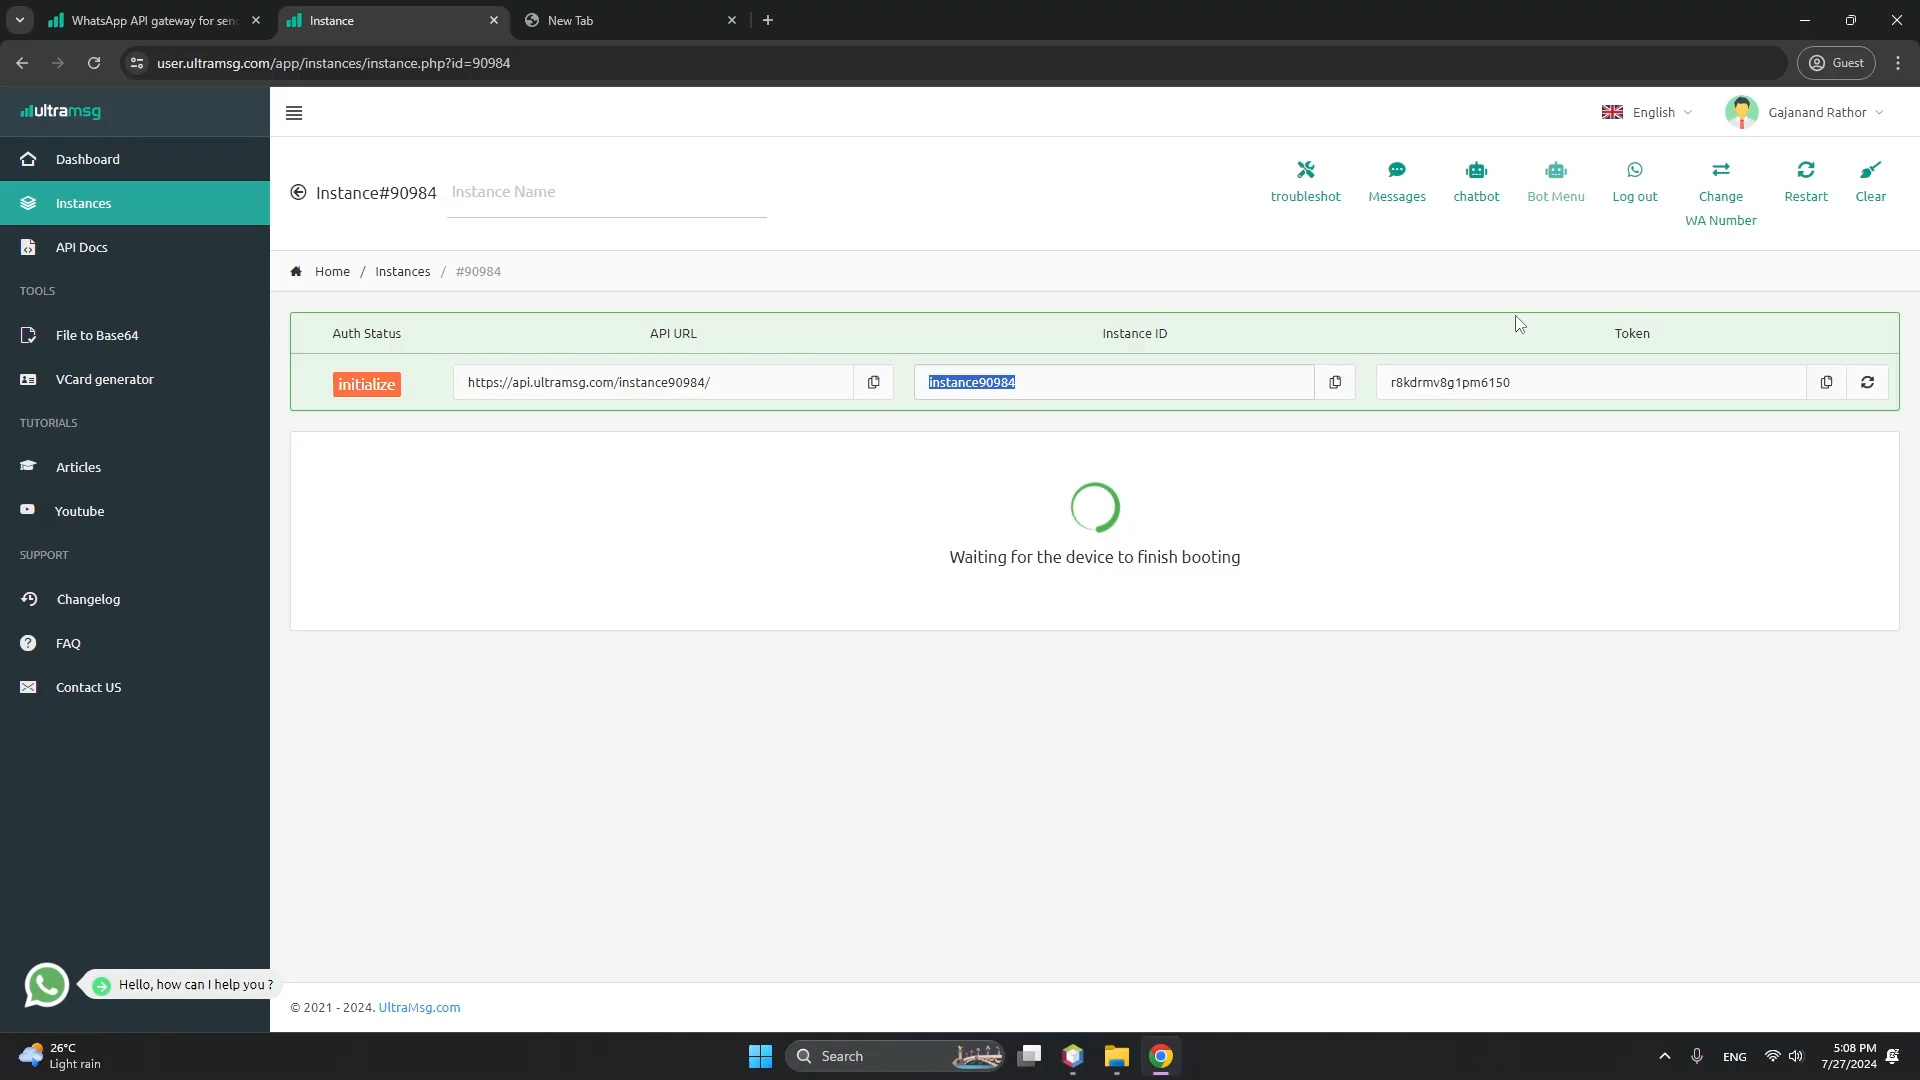 WhatsApp API gateway for sen
Instance
New Tab
user.ultramsg.com/app/instances/instance.php?id=90984
Guest
ultramsg
English
Gajanand Rathor
Dashboard
Instances
API Docs
TOOLS
File to Base64
VCard generator
TUTORIALS
Articles
Youtube
SUPPORT
Changelog
FAQ
Contact US
Hello, how can I help you ?
Instance#90984
Instance Name
troubleshot
Messages
chatbot
Bot Menu
Log out
Change
WA Number
Restart
Clear
Home / Instances / #90984
Auth Status
API URL
Instance ID
Token
initialize
https://api.ultramsg.com/instance90984/
instance90984
r8kdrmv8g1pm6150
Waiting for the device to finish booting
© 2021 - 2024. UltraMsg.com
26°C
Light rain
Search
ENG
5:08 PM
7/27/2024